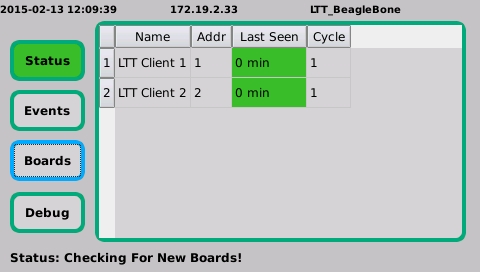 2015-02-13 12:09:39 172.19.2.33 LTT_BeagleBone
Status
Events
Boards
Debug
Name Addr Last Seen Cycle
1 LTT Client 1 1 0 min 1
2 LTT Client 2 2 0 min 1
Status: Checking For New Boards!